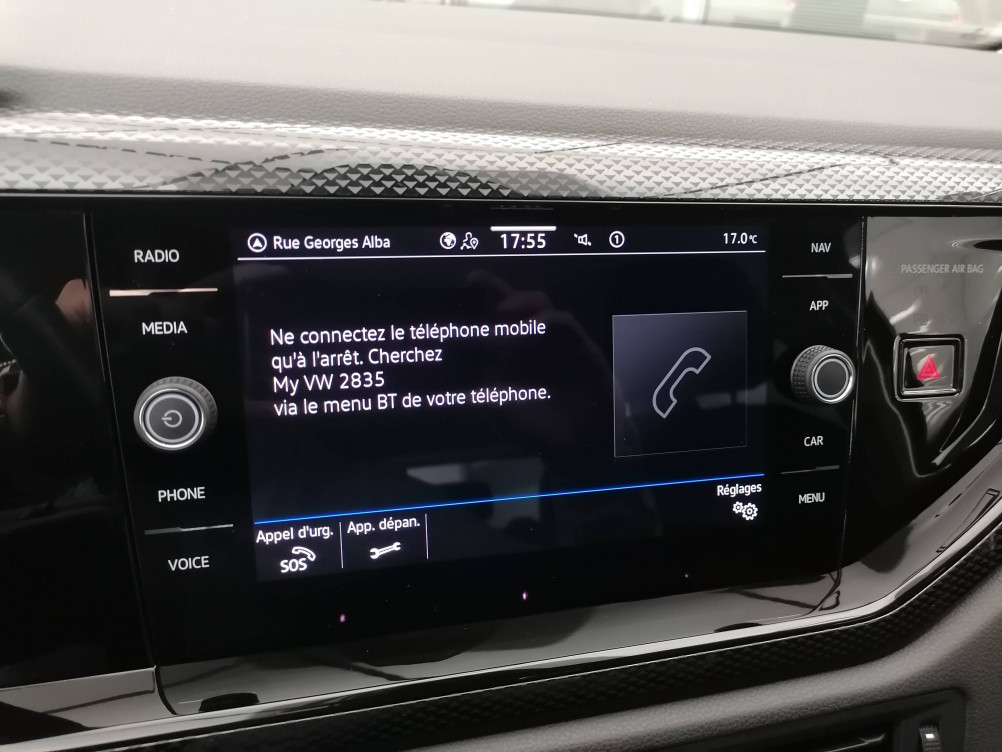 Rue Georges Alba
17:55
1
17.0 °C
RADIO
MEDIA
PHONE
VOICE
Ne connectez le téléphone mobile
qu'à l'arrêt. Cherchez
My VW 2835
via le menu BT de votre téléphone.
Réglages
Appel d'urg.
SOS
App. dépan.
NAV
APP
CAR
MENU
PASSENGER AIR BAG